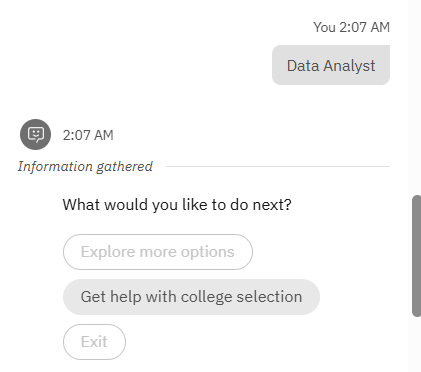 You 2:07 AM
Data Analyst
2:07 AM
Information gathered
What would you like to do next?
Explore more options
Get help with college selection
Exit